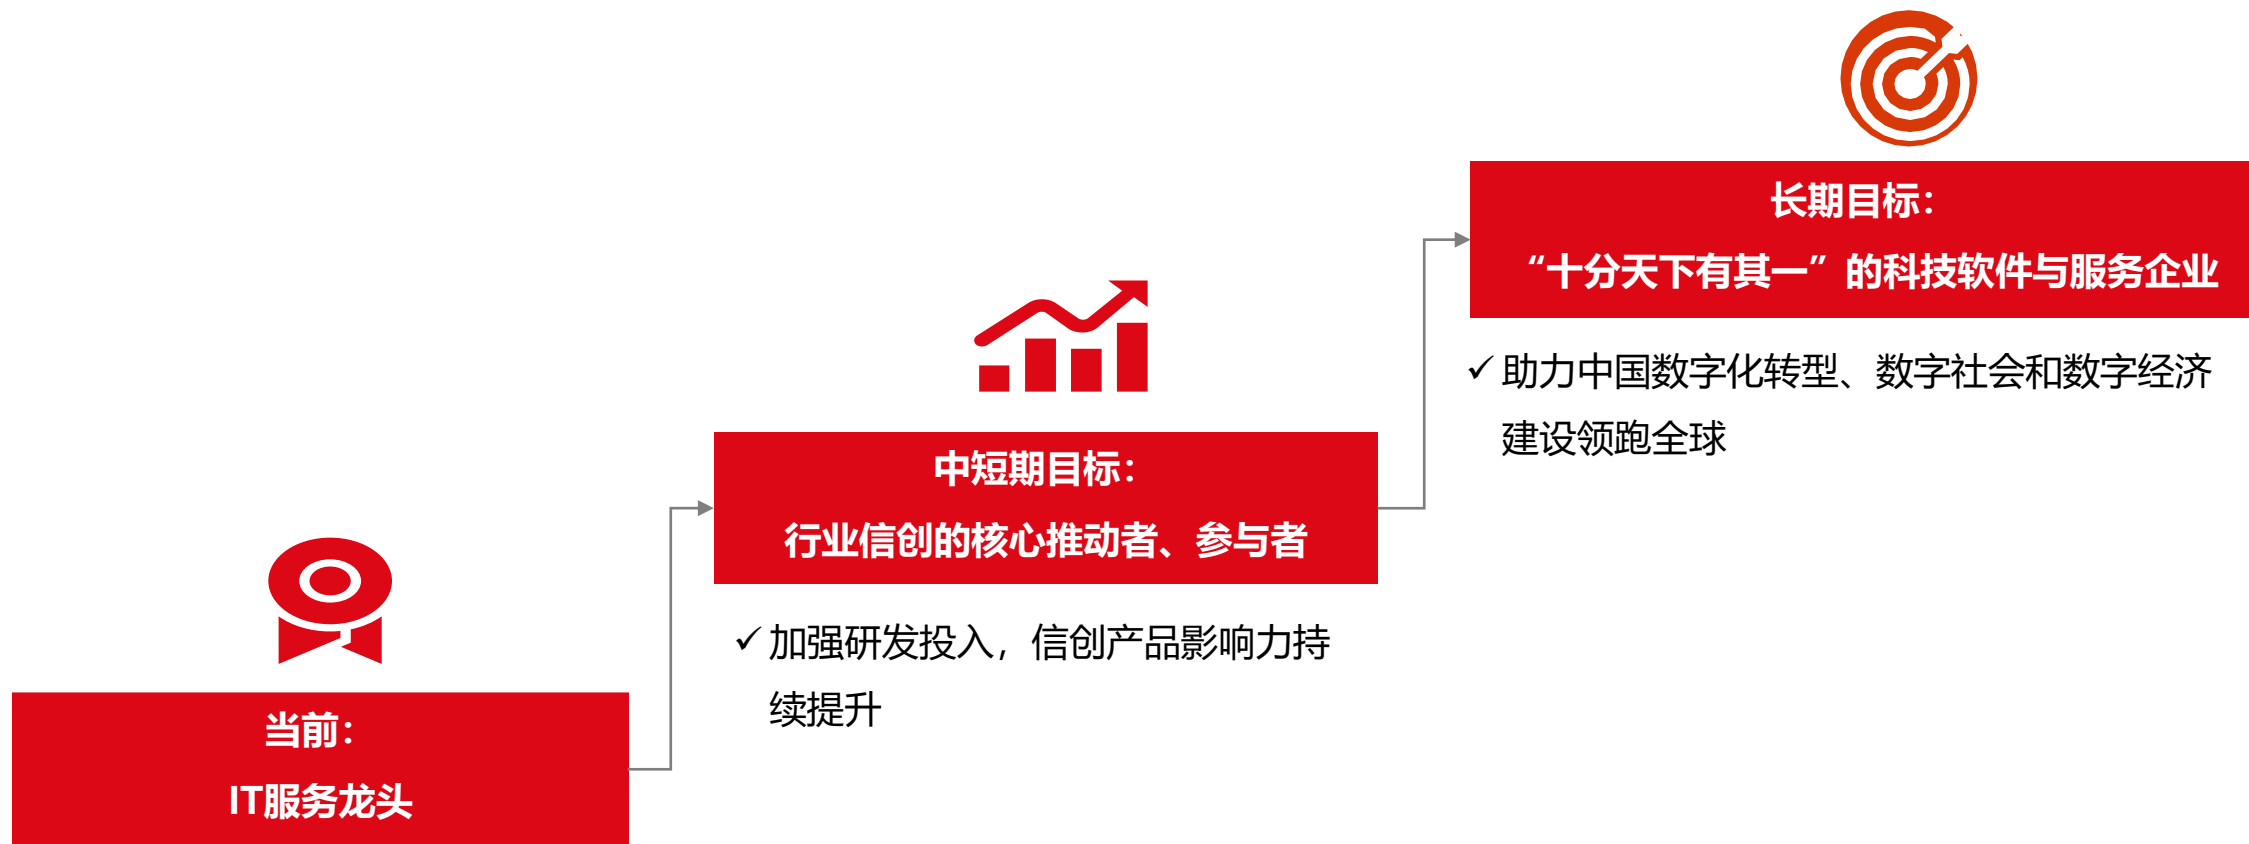 长期目标：
“十分天下有其一”的科技软件与服务企业
✓助力中国数字化转型、数字社会和数字经济
建设领跑全球
中短期目标：
行业信创的核心推动者、参与者
✓加强研发投入，信创产品影响力持
续提升
当前：
IT服务龙头